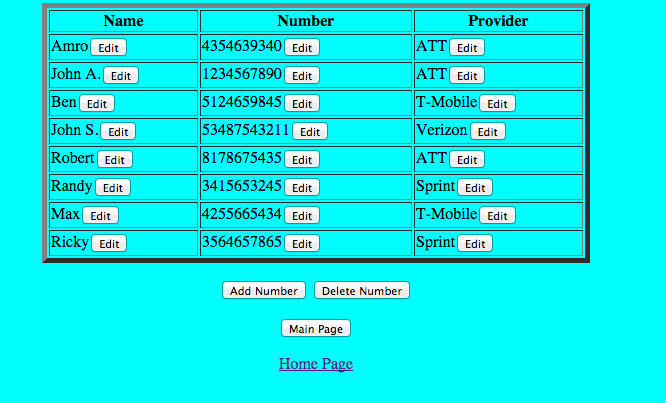 Name Number Provider
Amro Edit 4354639340 Edit ATT Edit
John A. Edit 1234567890 Edit ATT Edit
Ben Edit 5124659845 Edit T-Mobile Edit
John S. Edit 53487543211 Edit Verizon Edit
Robert Edit 8178675435 Edit ATT Edit
Randy Edit 3415653245 Edit Sprint Edit
Max Edit 4255665434 Edit T-Mobile Edit
Ricky Edit 3564657865 Edit Sprint Edit
Add Number Delete Number
Main Page
Home Page